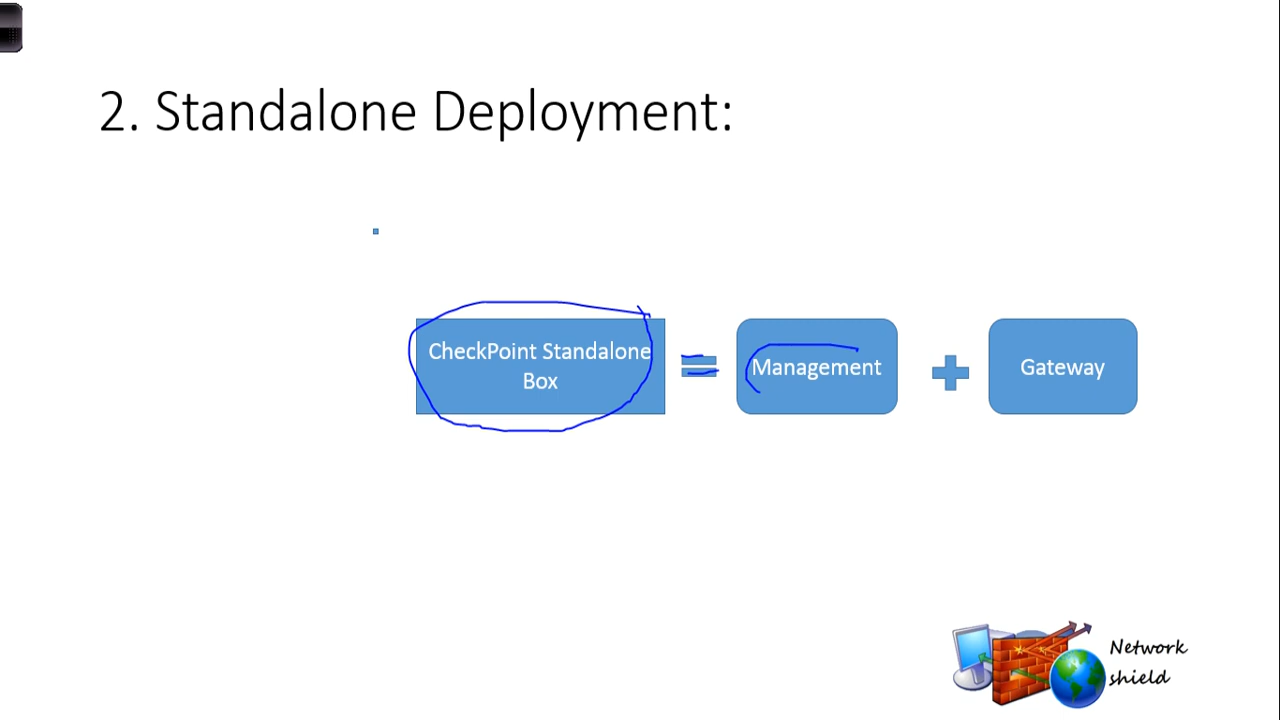 2. Standalone Deployment:
CheckPoint Standalone
Box
Management
Gateway
Network
shield